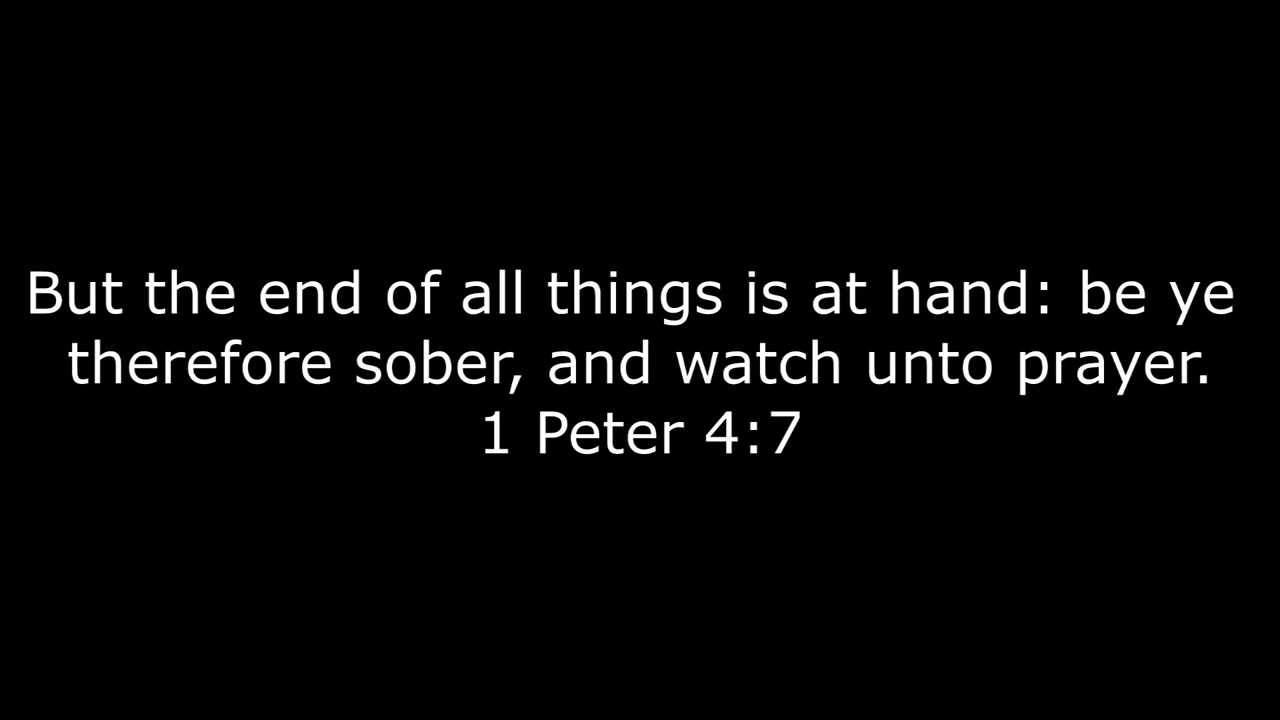 But the end of all things is at hand: be ye
therefore sober, and watch unto prayer.
1 Peter 4:7